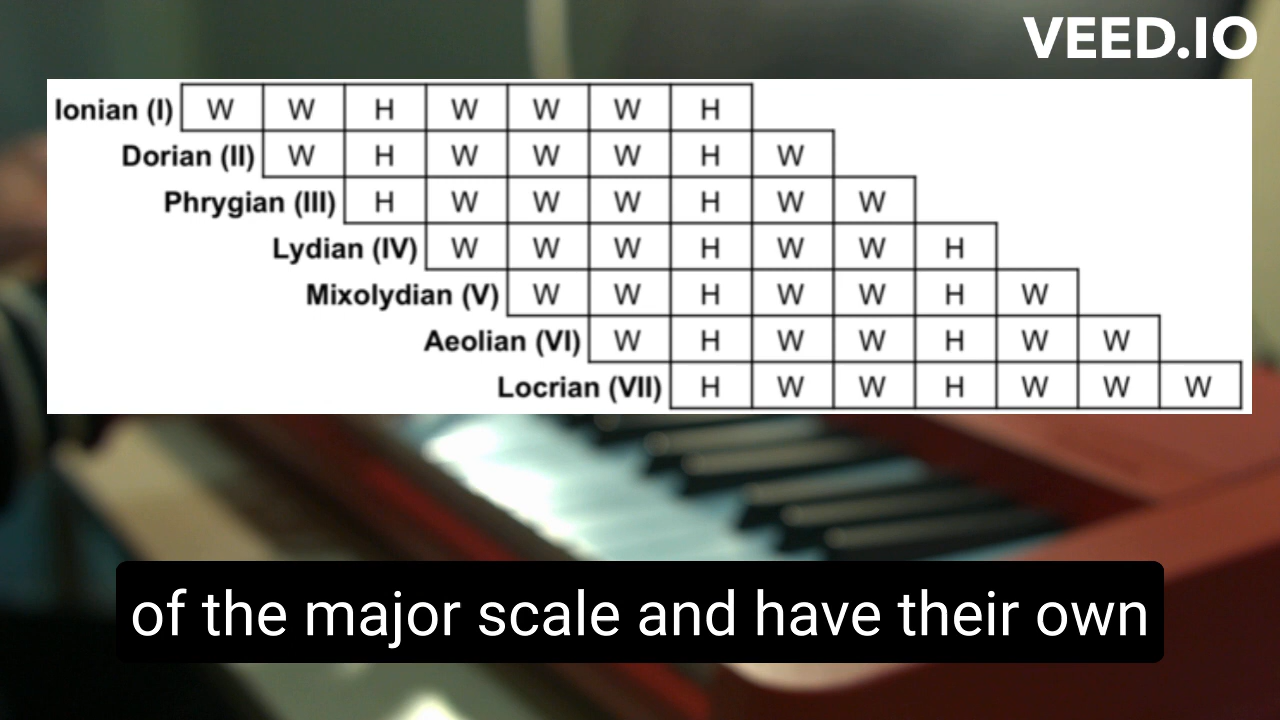 VEED.IO
Ionian (I) W W H W W W H
Dorian (II) W H W W W H W
Phrygian (III) H W W W H W W
Lydian (IV) W W W H W W H
Mixolydian (V) W W H W W H W
Aeolian (VI) W H W W H W W
Locrian (VII) H W W H W W W
of the major scale and have their own